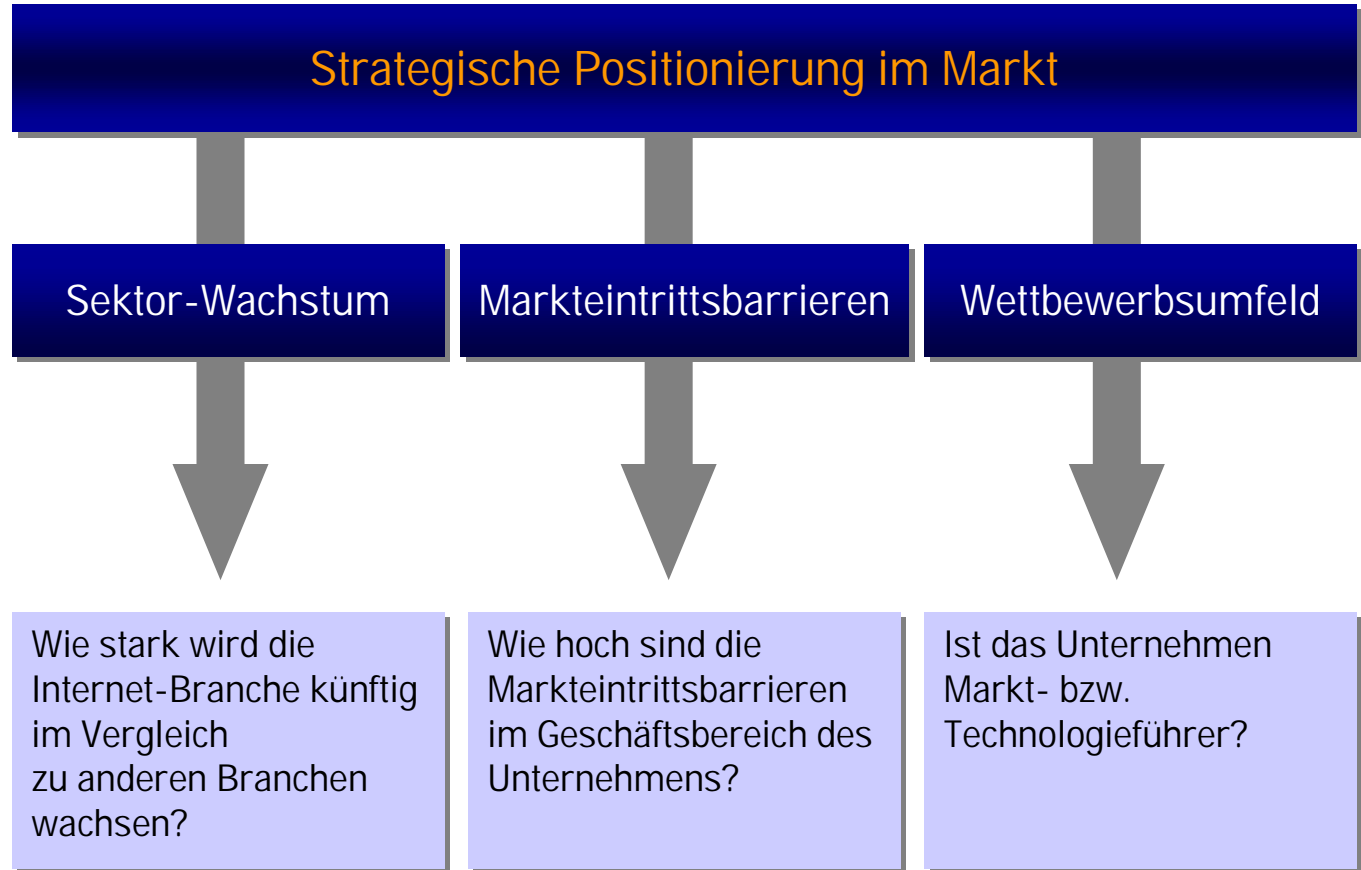 Strategische Positionierung im Markt
Sektor-Wachstum
Markteintrittsbarrieren
Wettbewerbsumfeld
Wie stark wird die
Internet-Branche künftig
im Vergleich
zu anderen Branchen
wachsen?
Wie hoch sind die
Markteintrittsbarrieren
im Geschäftsbereich des
Unternehmens?
Ist das Unternehmen
Markt- bzw.
Technologieführer?